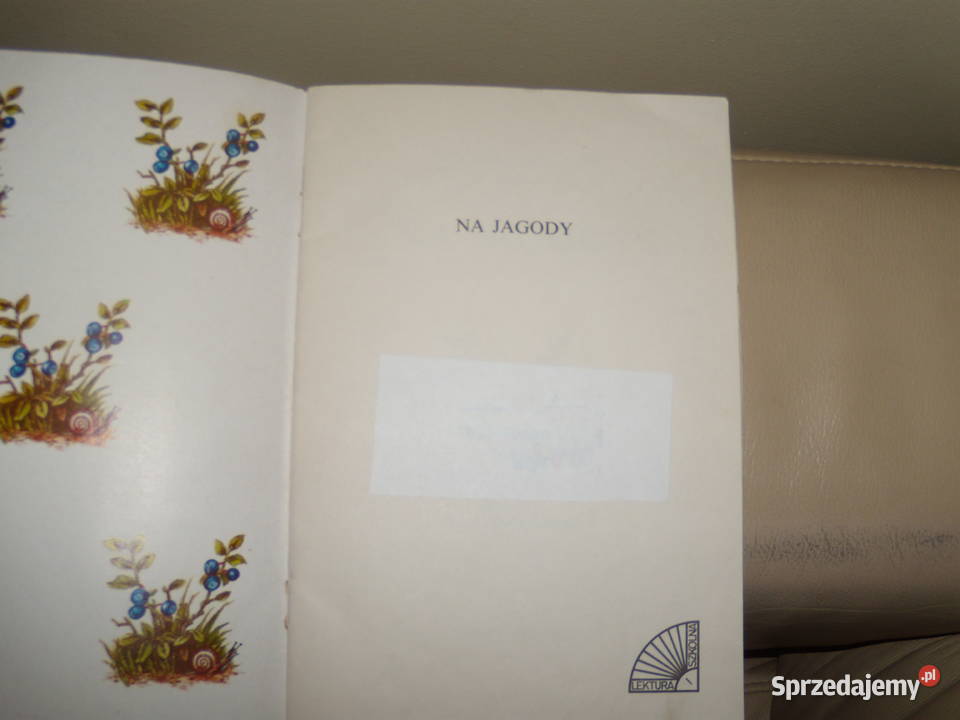 NA JAGODY
LEKTURA SZKOLNA
Sprzedajemy.pl